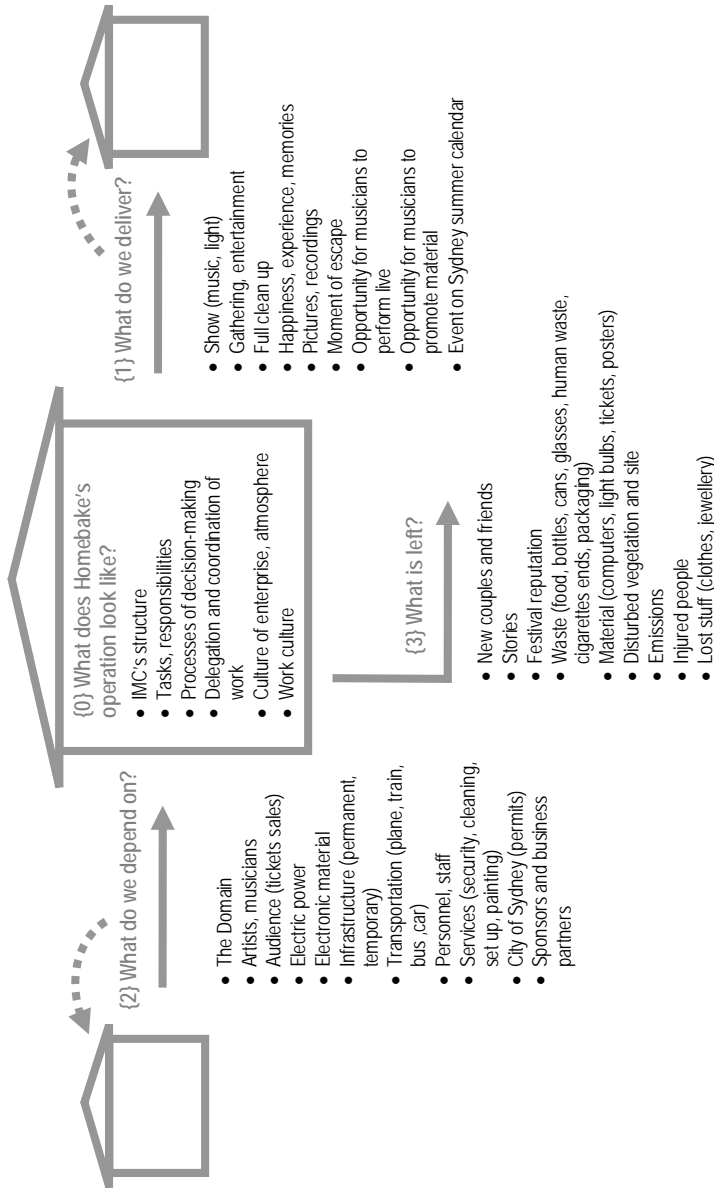 {2} What do we depend on?
• The Domain
• Artists, musicians
• Audience (tickets sales)
• Electric power
• Electronic material
• Infrastructure (permanent,
temporary)
• Transportation (plane, train,
bus ,car)
• Personnel, staff
• Services (security, cleaning,
set up, painting)
• City of Sydney (permits)
• Sponsors and business
partners
{0} What does Homebake's
operation look like?
• IMC's structure
• Tasks, responsibilities
• Processes of decision-making
• Delegation and coordination of
work
• Culture of enterprise, atmosphere
• Work culture
{3} What is left?
• New couples and friends
• Stories
• Festival reputation
• Waste (food, bottles, cans, glasses, human waste,
cigarettes ends, packaging)
• Material (computers, light bulbs, tickets, posters)
• Disturbed vegetation and site
• Emissions
• Injured people
• Lost stuff (clothes, jewellery)
{1} What do we deliver?
• Show (music, light)
• Gathering, entertainment
• Full clean up
• Happiness, experience, memories
• Pictures, recordings
• Moment of escape
• Opportunity for musicians to
perform live
• Opportunity for musicians to
promote material
• Event on Sydney summer calendar